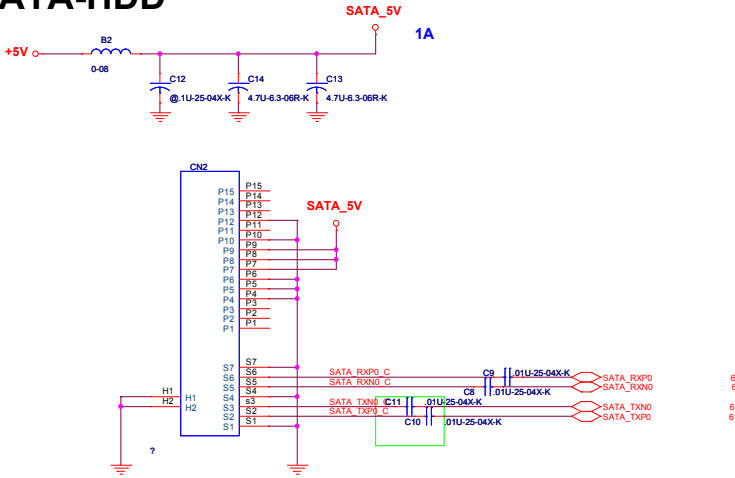 ATA-HDD
SATA_5V
1A
+5V
B2
0-08
C12
C14
C13
@.1U-25-04X-K
4.7U-6.3-06R-K
4.7U-6.3-06R-K
CN2
P15 P15
P14 P14
P13 P13
P12 P12
P11 P11
P10 P10
P9 P9
P8 P8
P7 P7
P6 P6
P5 P5
P4 P4
P3 P3
P2 P2
P1 P1
SATA_5V
S7 S7
S6 S6 SATA_RXP0_C C9 .01U-25-04X-K SATA_RXP0 6
S5 S5 SATA_RXN0_C C8 .01U-25-04X-K SATA_RXN0 6
S4 S4
H1 H1
H2 H2
S3 s3 SATA_TXN0_C C11 .01U-25-04X-K SATA_TXN0 6
S2 S2 SATA_TXP0_C C10 .01U-25-04X-K SATA_TXP0 6
S1 S1
?